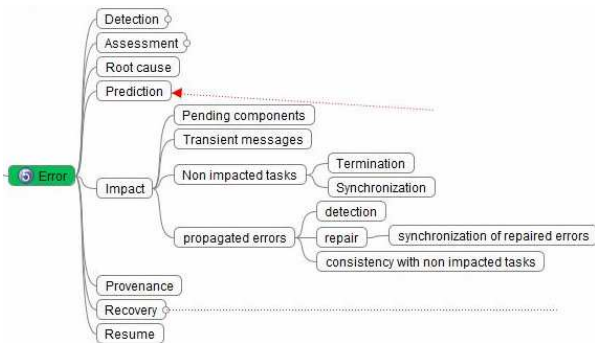 Detection
Assessment
Root cause
Prediction
Pending components
Transient messages
Termination
Non impacted tasks
Synchronization
5 Error
Impact
detection
propagated errors
repair
synchronization of repaired errors
consistency with non impacted tasks
Provenance
Recovery
Resume